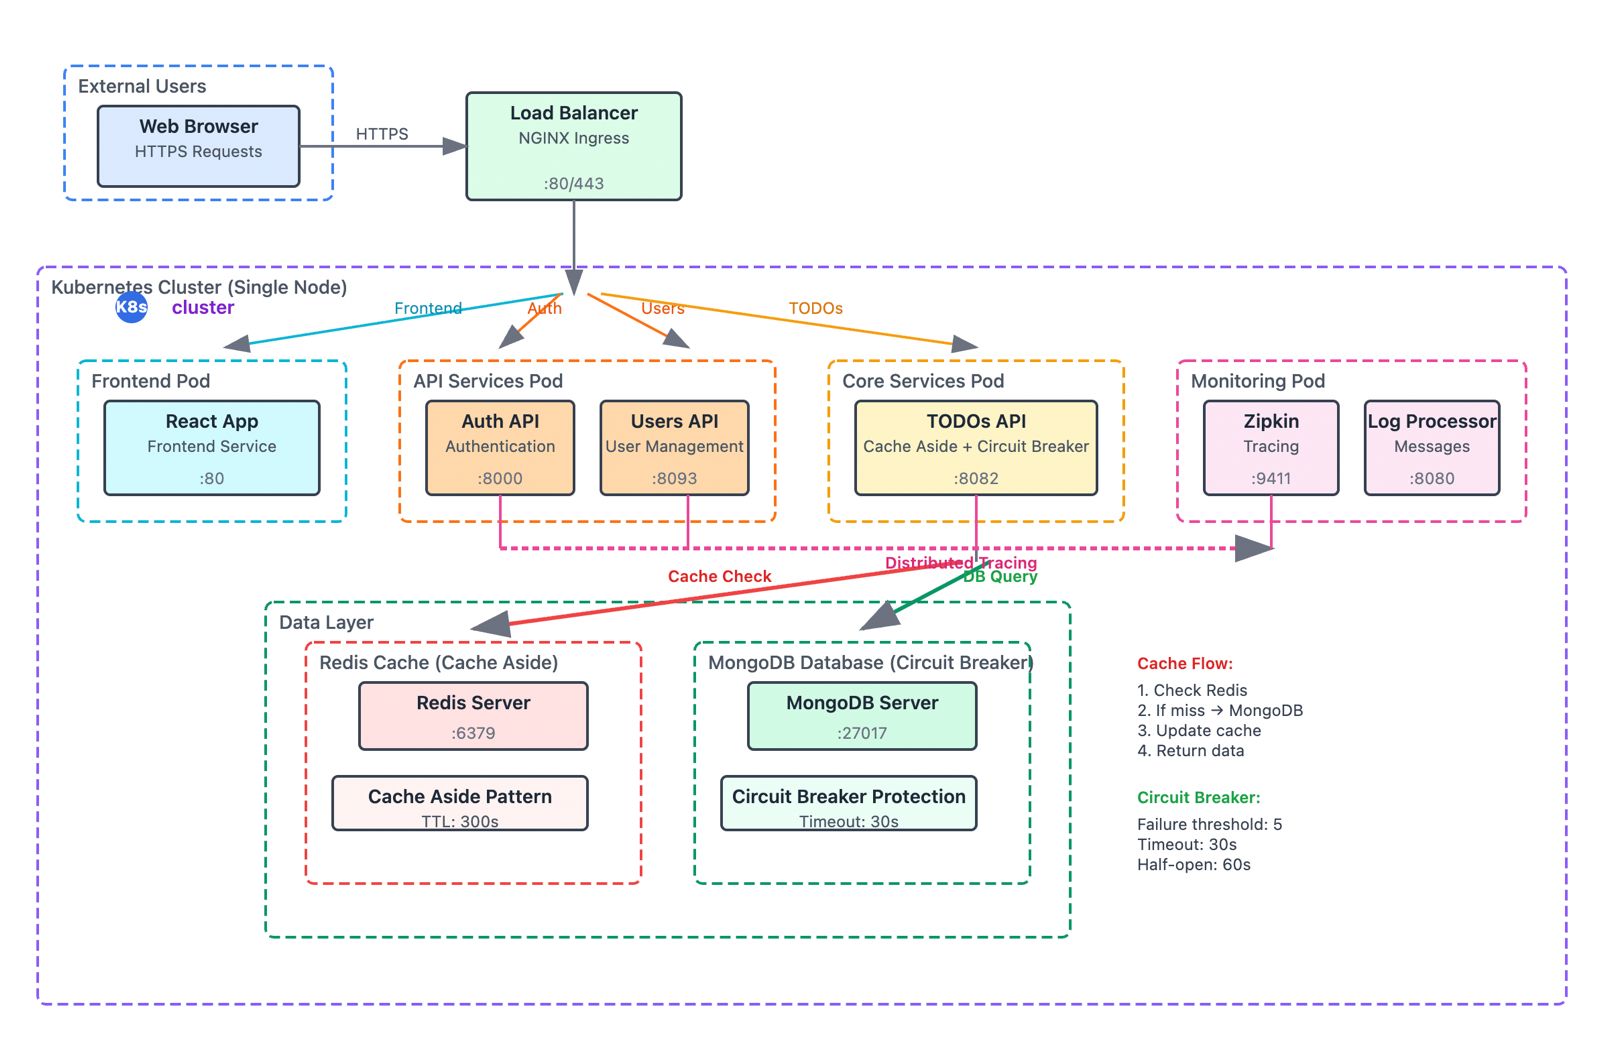 External Users
Web Browser
HTTPS Requests
HTTPS
Load Balancer
NGINX Ingress
:80/443
Kubernetes Cluster (Single Node)
K8s
cluster
Frontend
Auth
Users
TODOs
Frontend Pod
React App
Frontend Service
:80
API Services Pod
Auth API
Authentication
:8000
Users API
User Management
:8093
Core Services Pod
TODOs API
Cache Aside + Circuit Breaker
:8082
Monitoring Pod
Zipkin
Tracing
:9411
Log Processor
Messages
:8080
Distributed Tracing
Cache Check
DB Query
Data Layer
Redis Cache (Cache Aside)
Redis Server
:6379
Cache Aside Pattern
TTL: 300s
MongoDB Database (Circuit Breaker)
MongoDB Server
:27017
Circuit Breaker Protection
Timeout: 30s
Cache Flow:
1. Check Redis
2. If miss → MongoDB
3. Update cache
4. Return data
Circuit Breaker:
Failure threshold: 5
Timeout: 30s
Half-open: 60s